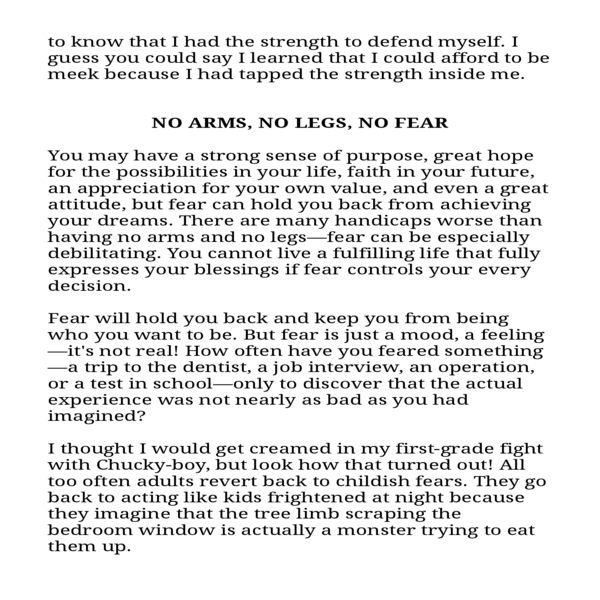 to know that I had the strength to defend myself. I
guess you could say I learned that I could afford to be
meek because I had tapped the strength inside me.
NO ARMS, NO LEGS, NO FEAR
You may have a strong sense of purpose, great hope
for the possibilities in your life, faith in your future,
an appreciation for your own value, and even a great
attitude, but fear can hold you back from achieving
your dreams. There are many handicaps worse than
having no arms and no legs—fear can be especially
debilitating. You cannot live a fulfilling life that fully
expresses your blessings if fear controls your every
decision.
Fear will hold you back and keep you from being
who you want to be. But fear is just a mood, a feeling
—it's not real! How often have you feared something
—a trip to the dentist, a job interview, an operation,
or a test in school—only to discover that the actual
experience was not nearly as bad as you had
imagined?
I thought I would get creamed in my first-grade fight
with Chucky-boy, but look how that turned out! All
too often adults revert back to childish fears. They go
back to acting like kids frightened at night because
they imagine that the tree limb scraping the
bedroom window is actually a monster trying to eat
them up.